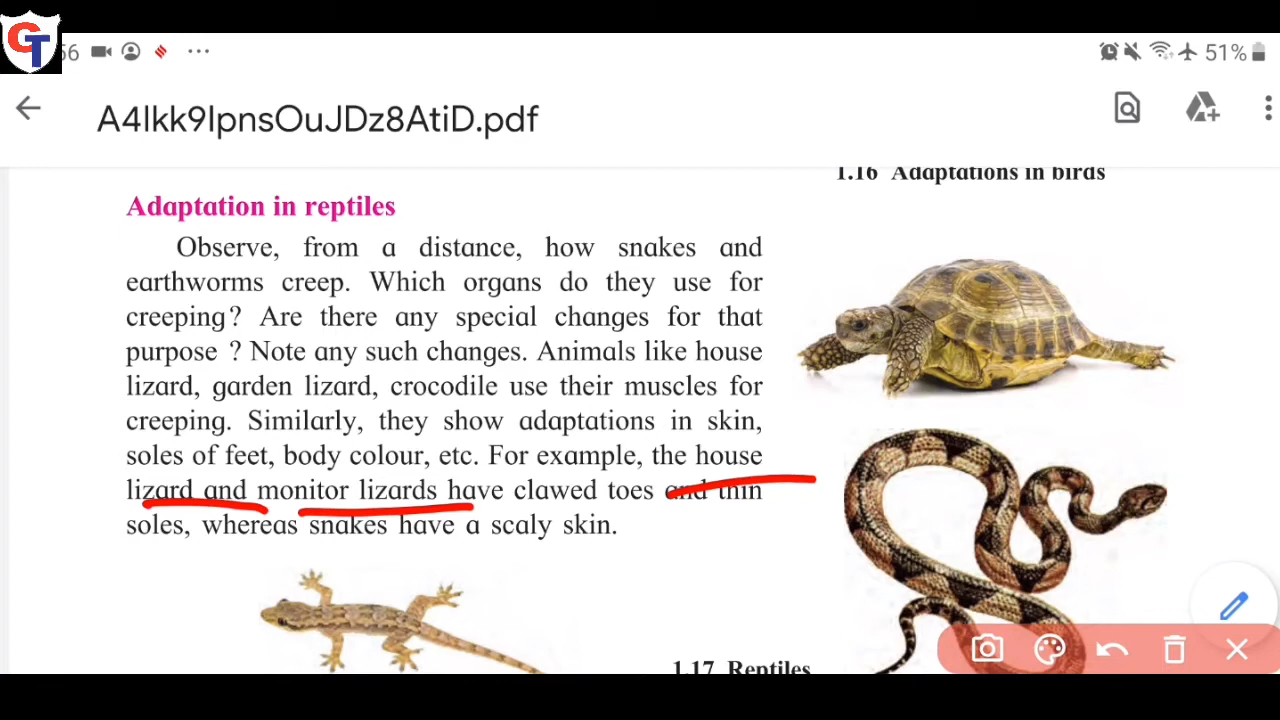 GT
56
51%
A4lkk9lpnsOuJDz8AtiD.pdf
1.16 Adaptations in birds
Adaptation in reptiles
Observe, from a distance, how snakes and
earthworms creep. Which organs do they use for
creeping? Are there any special changes for that
purpose ? Note any such changes. Animals like house
lizard, garden lizard, crocodile use their muscles for
creeping. Similarly, they show adaptations in skin,
soles of feet, body colour, etc. For example, the house
lizard and monitor lizards have clawed toes and thin
soles, whereas snakes have a scaly skin.
1.17 Reptiles